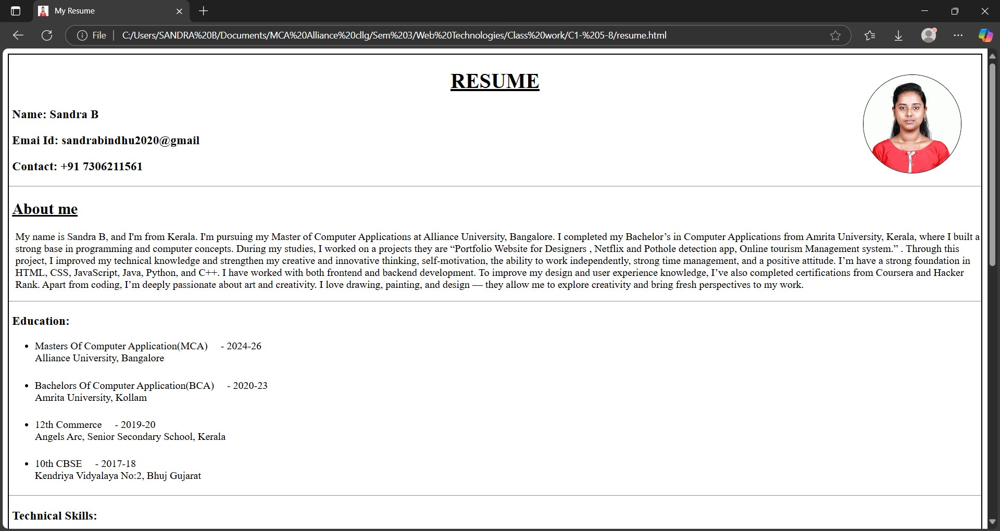 My Resume
File
C:/Users/SANDRA%20B/Documents/MCA%20Alliance%20cllg/Sem%203/Web%20Technologies/Class%20work/C1-%205-8/resume.html
RESUME
Name: Sandra B
Emai Id: sandrabindhu2020@gmail
Contact: +91 7306211561
About me
My name is Sandra B, and I'm from Kerala. I'm pursuing my Master of Computer Applications at Alliance University, Bangalore. I completed my Bachelor’s in Computer Applications from Amrita University, Kerala, where I built a
strong base in programming and computer concepts. During my studies, I worked on a projects they are “Portfolio Website for Designers , Netflix and Pothole detection app, Online tourism Management system.” . Through this
project, I improved my technical knowledge and strengthen my creative and innovative thinking, self-motivation, the ability to work independently, strong time management, and a positive attitude. I’m have a strong foundation in
HTML, CSS, JavaScript, Java, Python, and C++. I have worked with both frontend and backend development. To improve my design and user experience knowledge, I’ve also completed certifications from Coursera and Hacker
Rank. Apart from coding, I’m deeply passionate about art and creativity. I love drawing, painting, and design — they allow me to explore creativity and bring fresh perspectives to my work.
Education:
• Masters Of Computer Application(MCA) - 2024-26
Alliance University, Bangalore
• Bachelors Of Computer Application(BCA) - 2020-23
Amrita University, Kollam
• 12th Commerce - 2019-20
Angels Arc, Senior Secondary School, Kerala
• 10th CBSE - 2017-18
Kendriya Vidyalaya No:2, Bhuj Gujarat
Technical Skills: